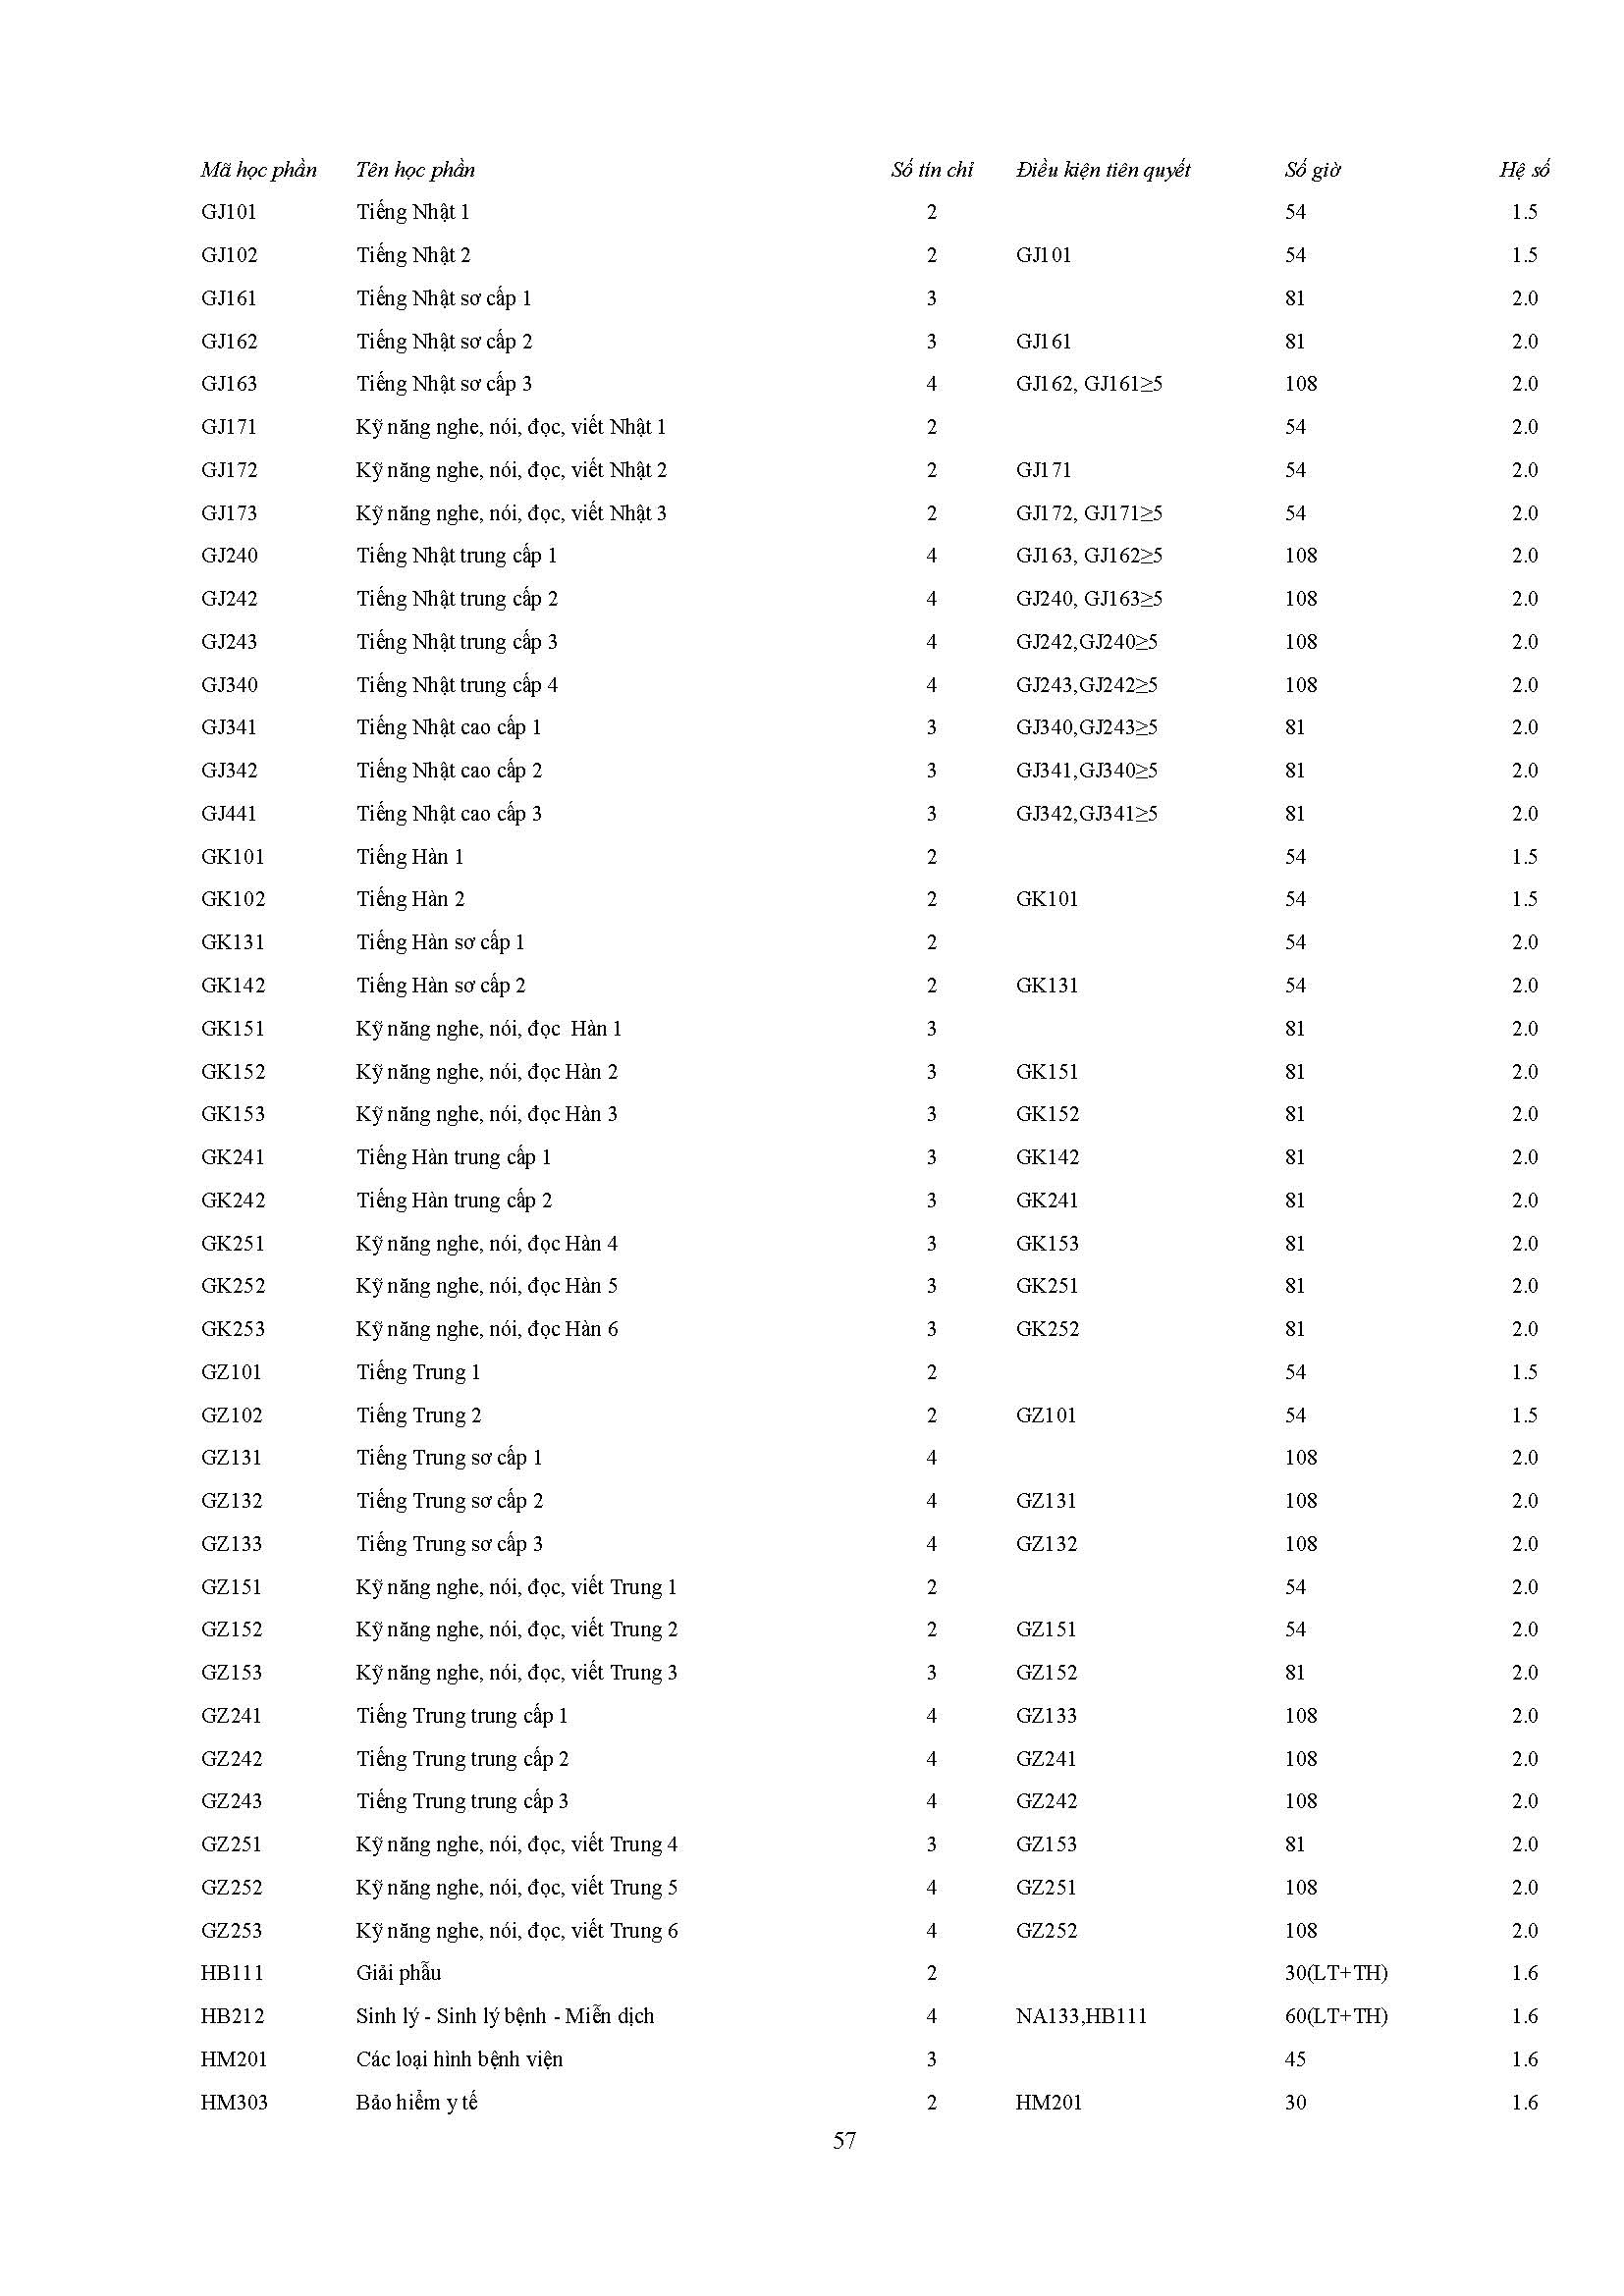 Mã học phần Tên học phần Số tín chỉ Điều kiện tiên quyết Số giờ Hệ số
GJ101 Tiếng Nhật 1 2 54 1.5
GJ102 Tiếng Nhật 2 2 GJ101 54 1.5
GJ161 Tiếng Nhật sơ cấp 1 3 81 2.0
GJ162 Tiếng Nhật sơ cấp 2 3 GJ161 81 2.0
GJ163 Tiếng Nhật sơ cấp 3 4 GJ162, GJ161≥5 108 2.0
GJ171 Kỹ năng nghe, nói, đọc, viết Nhật 1 2 54 2.0
GJ172 Kỹ năng nghe, nói, đọc, viết Nhật 2 2 GJ171 54 2.0
GJ173 Kỹ năng nghe, nói, đọc, viết Nhật 3 2 GJ172, GJ171≥5 54 2.0
GJ240 Tiếng Nhật trung cấp 1 4 GJ163, GJ162≥5 108 2.0
GJ242 Tiếng Nhật trung cấp 2 4 GJ240, GJ163≥5 108 2.0
GJ243 Tiếng Nhật trung cấp 3 4 GJ242,GJ240≥5 108 2.0
GJ340 Tiếng Nhật trung cấp 4 4 GJ243,GJ242≥5 108 2.0
GJ341 Tiếng Nhật cao cấp 1 3 GJ340,GJ243≥5 81 2.0
GJ342 Tiếng Nhật cao cấp 2 3 GJ341,GJ340≥5 81 2.0
GJ441 Tiếng Nhật cao cấp 3 3 GJ342,GJ341≥5 81 2.0
GK101 Tiếng Hàn 1 2 54 1.5
GK102 Tiếng Hàn 2 2 GK101 54 1.5
GK131 Tiếng Hàn sơ cấp 1 2 54 2.0
GK142 Tiếng Hàn sơ cấp 2 2 GK131 54 2.0
GK151 Kỹ năng nghe, nói, đọc Hàn 1 3 81 2.0
GK152 Kỹ năng nghe, nói, đọc Hàn 2 3 GK151 81 2.0
GK153 Kỹ năng nghe, nói, đọc Hàn 3 3 GK152 81 2.0
GK241 Tiếng Hàn trung cấp 1 3 GK142 81 2.0
GK242 Tiếng Hàn trung cấp 2 3 GK241 81 2.0
GK251 Kỹ năng nghe, nói, đọc Hàn 4 3 GK153 81 2.0
GK252 Kỹ năng nghe, nói, đọc Hàn 5 3 GK251 81 2.0
GK253 Kỹ năng nghe, nói, đọc Hàn 6 3 GK252 81 2.0
GZ101 Tiếng Trung 1 2 54 1.5
GZ102 Tiếng Trung 2 2 GZ101 54 1.5
GZ131 Tiếng Trung sơ cấp 1 4 108 2.0
GZ132 Tiếng Trung sơ cấp 2 4 GZ131 108 2.0
GZ133 Tiếng Trung sơ cấp 3 4 GZ132 108 2.0
GZ151 Kỹ năng nghe, nói, đọc, viết Trung 1 2 54 2.0
GZ152 Kỹ năng nghe, nói, đọc, viết Trung 2 2 GZ151 54 2.0
GZ153 Kỹ năng nghe, nói, đọc, viết Trung 3 3 GZ152 81 2.0
GZ241 Tiếng Trung trung cấp 1 4 GZ133 108 2.0
GZ242 Tiếng Trung trung cấp 2 4 GZ241 108 2.0
GZ243 Tiếng Trung trung cấp 3 4 GZ242 108 2.0
GZ251 Kỹ năng nghe, nói, đọc, viết Trung 4 3 GZ153 81 2.0
GZ252 Kỹ năng nghe, nói, đọc, viết Trung 5 4 GZ251 108 2.0
GZ253 Kỹ năng nghe, nói, đọc, viết Trung 6 4 GZ252 108 2.0
HB111 Giải phẫu 2 30(LT+TH) 1.6
HB212 Sinh lý - Sinh lý bệnh - Miễn dịch 4 NA133,HB111 60(LT+TH) 1.6
HM201 Các loại hình bệnh viện 3 45 1.6
HM303 Bảo hiểm y tế 2 HM201 30 1.6
57